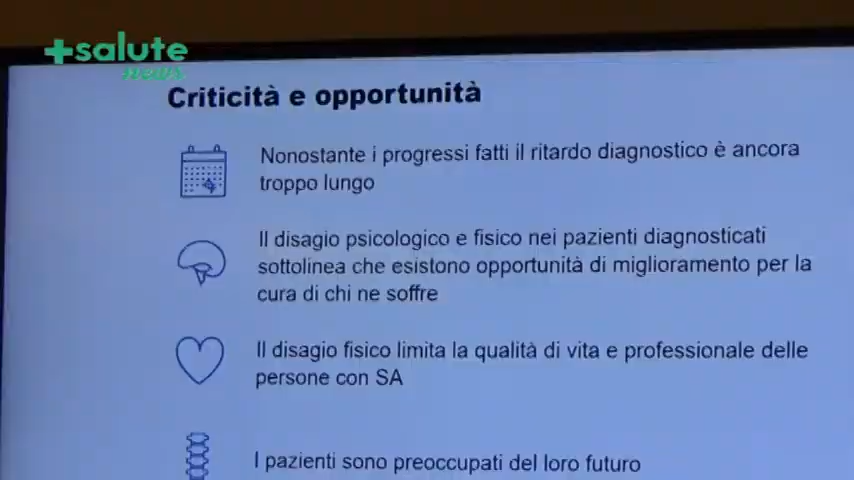 +salute
news
Criticità e opportunità
Nonostante i progressi fatti il ritardo diagnostico è ancora
troppo lungo
Il disagio psicologico e fisico nei pazienti diagnosticati
sottolinea che esistono opportunità di miglioramento per la
cura di chi ne soffre
Il disagio fisico limita la qualità di vita e professionale delle
persone con SA
I pazienti sono preoccupati del loro futuro